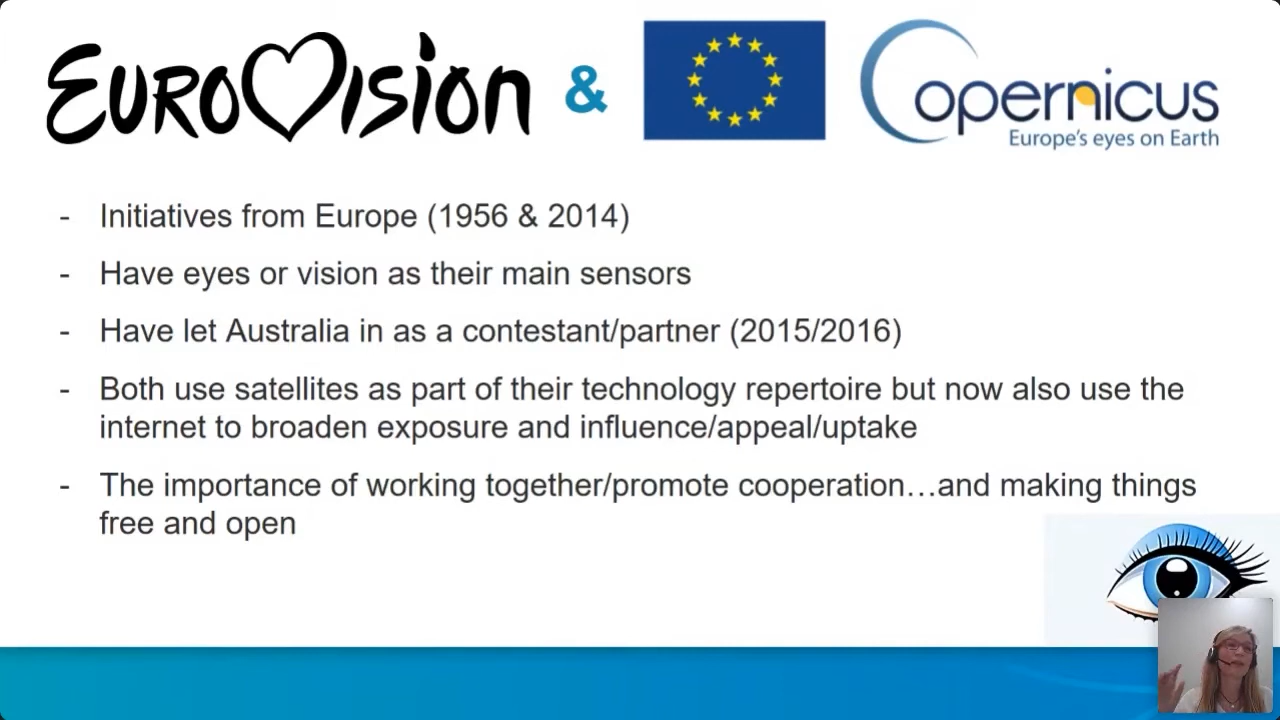 EUROVISION & Copernicus
Europe's eyes on Earth
- Initiatives from Europe (1956 & 2014)
- Have eyes or vision as their main sensors
- Have let Australia in as a contestant/partner (2015/2016)
- Both use satellites as part of their technology repertoire but now also use the
internet to broaden exposure and influence/appeal/uptake
- The importance of working together/promote cooperation…and making things
free and open